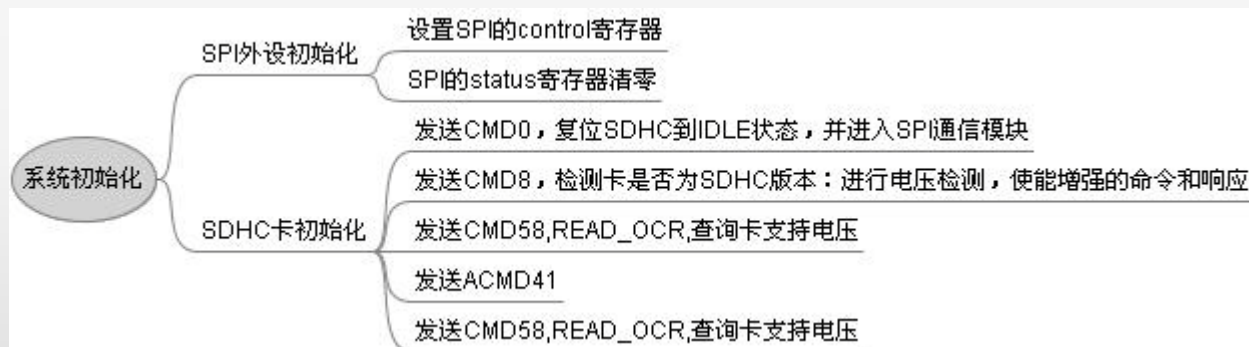 系统初始化
SPI外设初始化
设置SPI的control寄存器
SPI的status寄存器清零
SDHC卡初始化
发送CMD0，复位SDHC到IDLE状态，并进入SPI通信模块
发送CMD8，检测卡是否为SDHC版本：进行电压检测，使能增强的命令和响应
发送CMD58,READ_OCR,查询卡支持电压
发送ACMD41
发送CMD58,READ_OCR,查询卡支持电压